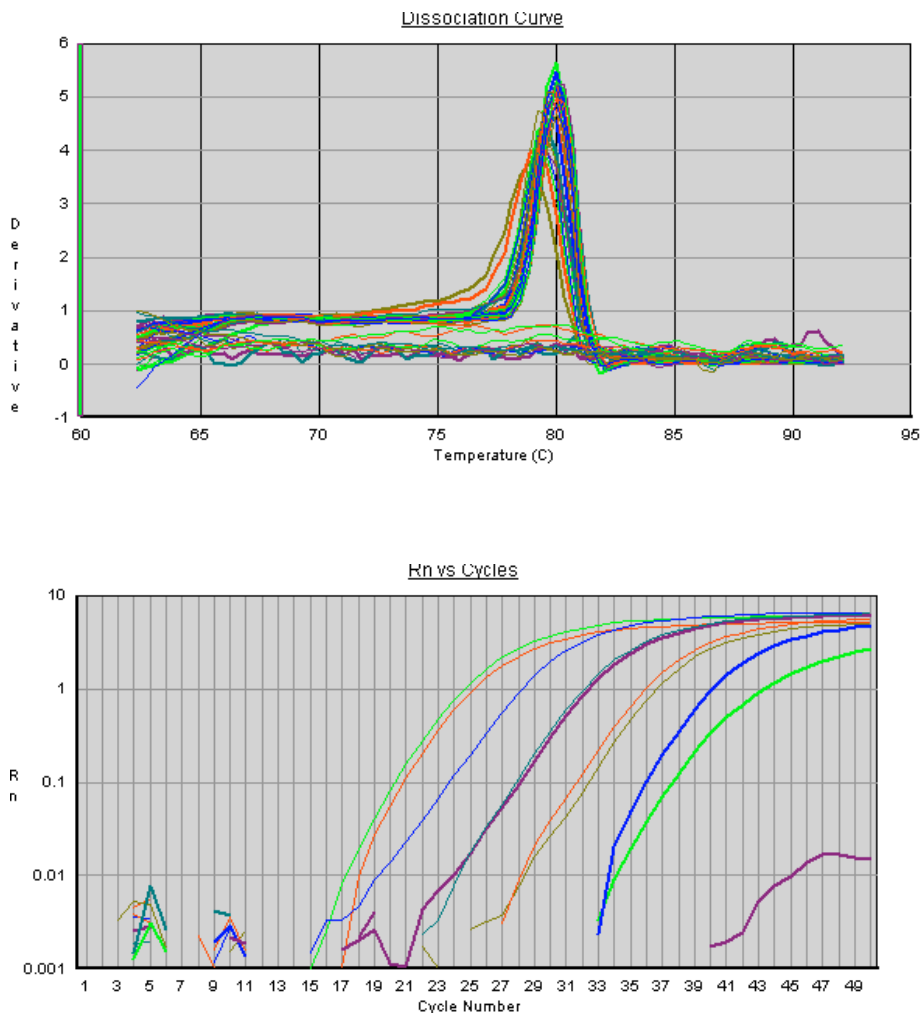 Dissociation Curve
6
5
4
3
2
1
0
-1
Derivative
60 65 70 75 80 85 90 95
Temperature (C)
Rn vs Cycles
10
1
0.1
0.01
0.001
Rn
1 3 5 7 9 11 13 15 17 19 21 23 25 27 29 31 33 35 37 39 41 43 45 47 49
Cycle Number